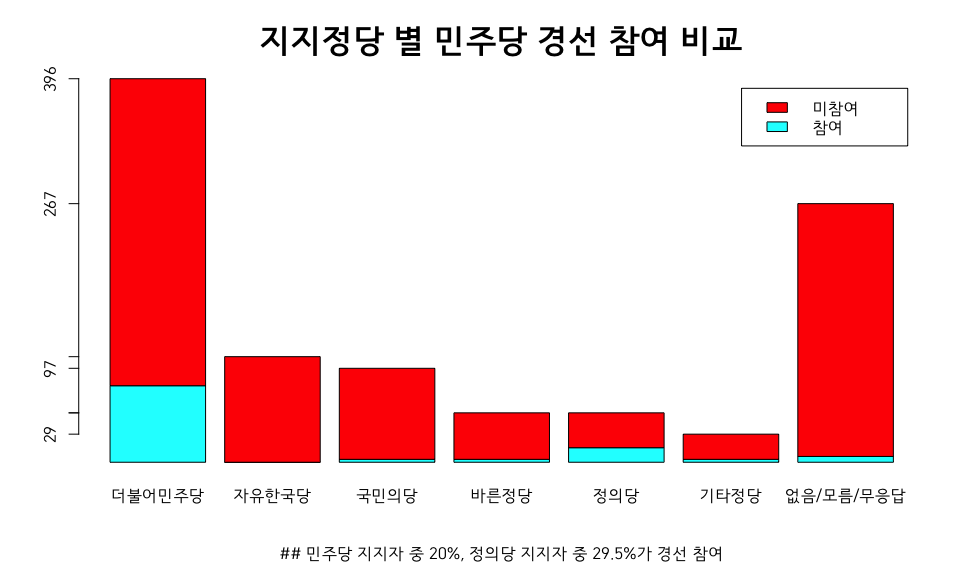 지지정당 별 민주당 경선 참여 비교
396
267
97
29
미참여
참여
더불어민주당 자유한국당 국민의당 바른정당 정의당 기타정당 없음/모름/무응답
## 민주당 지지자 중 20%, 정의당 지지자 중 29.5%가 경선 참여